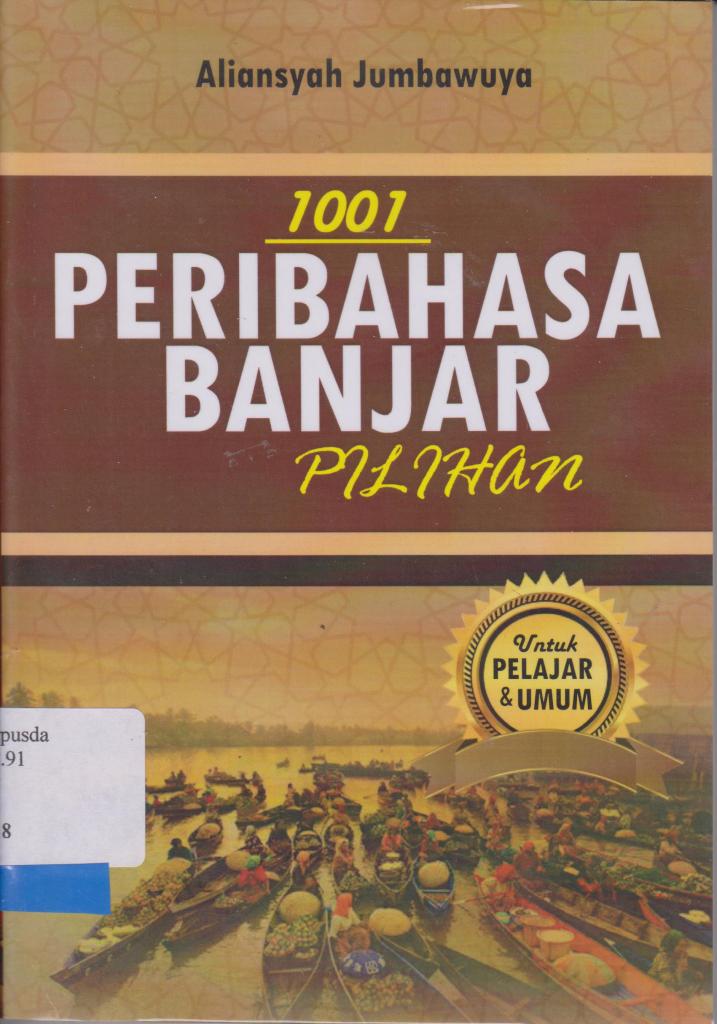 Aliansyah Jumbawuya
1001
PERIBAHASA
BANJAR
PILIHAN
Untuk
PELAJAR
& UMUM
pusda
.91
8